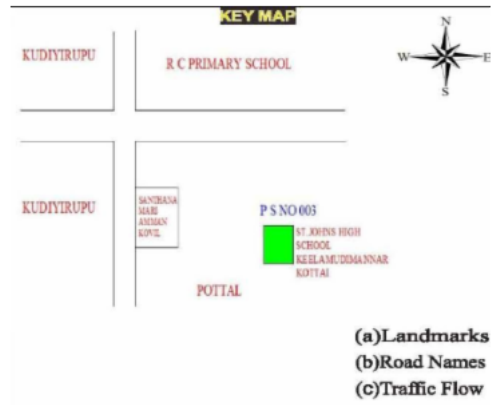 KEY MAP
N
KUDIYIRUPU
R C PRIMARY SCHOOL
W
E
S
KUDIYIRUPU
SANTHANA
MARI
AMMAN
KOVIL
P S NO 003
ST.JOHNS HIGH
SCHOOL
KEELAMUDIMANNAR
KOTTAI
POTTAL
(a)Landmarks
(b)Road Names
(c)Traffic Flow